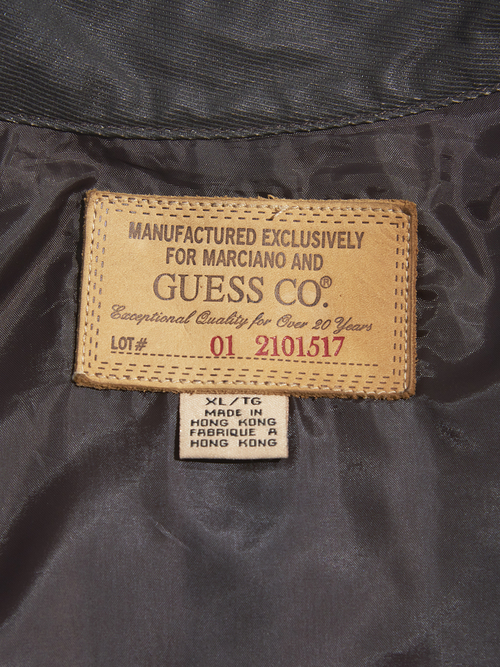 MANUFACTURED EXCLUSIVELY
FOR MARCIANO AND
GUESS CO.®
Exceptional Quality for Over 20 Years
LOT# 01 2101517
XL/TG
MADE IN
HONG KONG
FABRIQUE A
HONG KONG